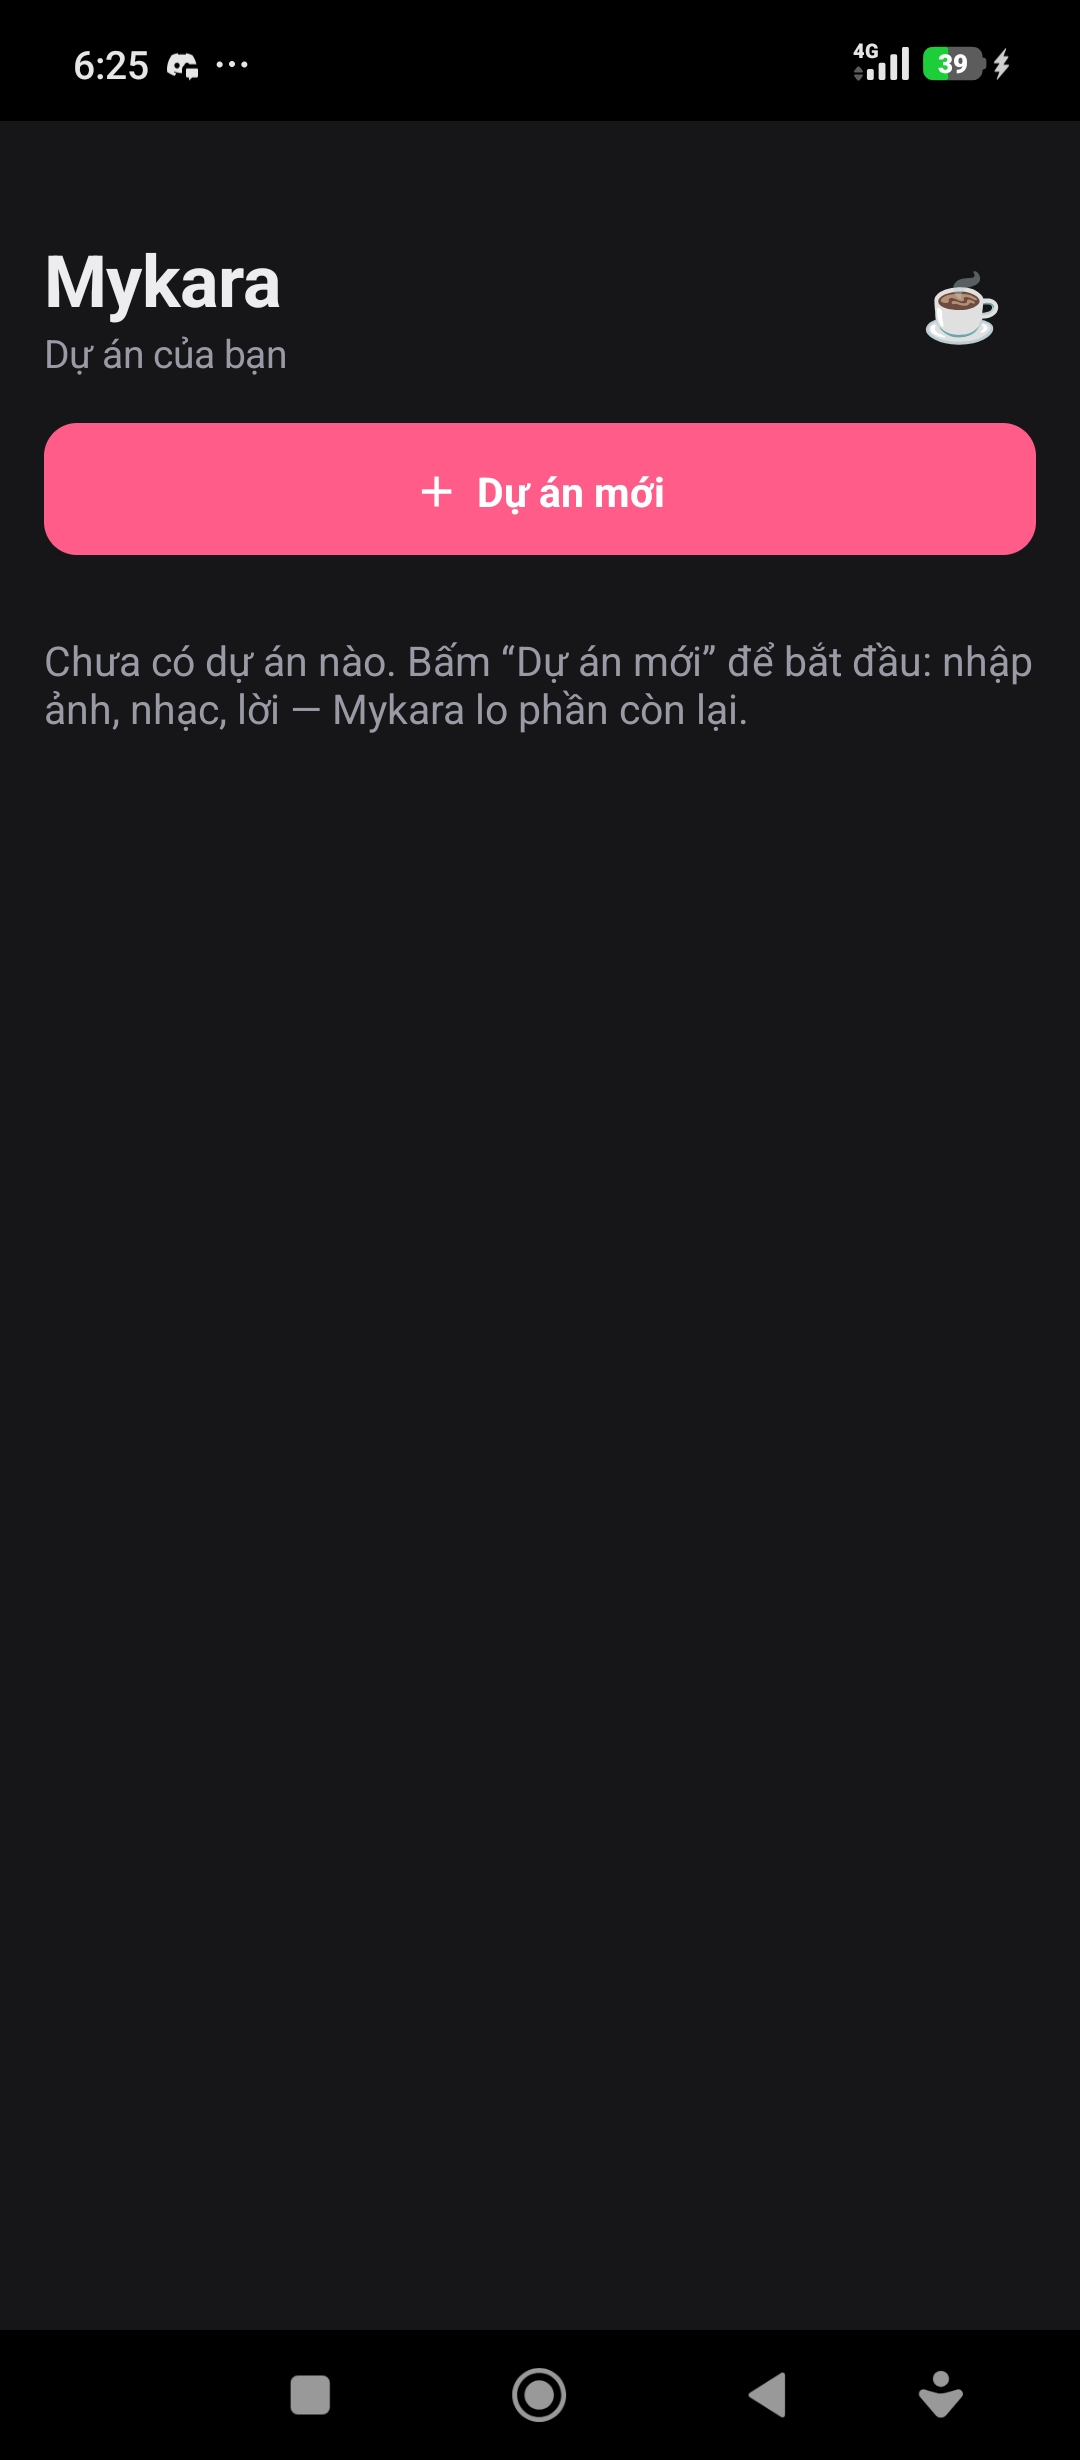 6:25
4G
39
Mykara
Dự án của bạn
+ Dự án mới
Chưa có dự án nào. Bấm “Dự án mới” để bắt đầu: nhập
ảnh, nhạc, lời — Mykara lo phần còn lại.